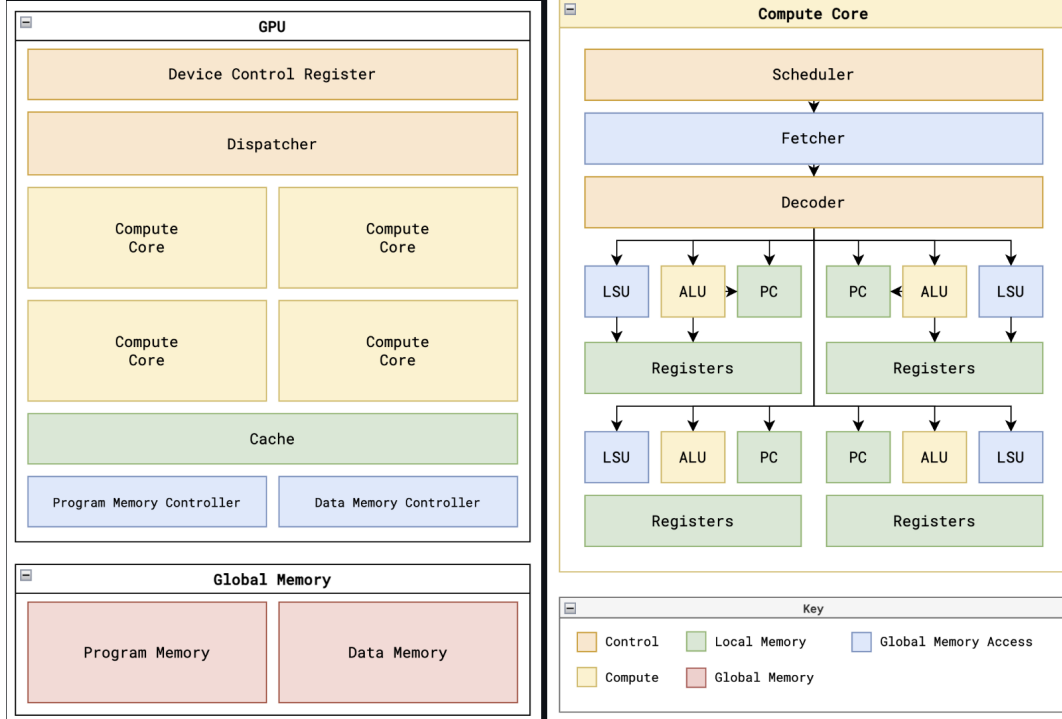 GPU
Device Control Register
Dispatcher
Compute
Core
Compute
Core
Compute
Core
Compute
Core
Cache
Program Memory Controller
Data Memory Controller
Global Memory
Program Memory
Data Memory
Compute Core
Scheduler
Fetcher
Decoder
LSU
ALU
PC
PC
ALU
LSU
Registers
Registers
LSU
ALU
PC
PC
ALU
LSU
Registers
Registers
Key
Control
Local Memory
Global Memory Access
Compute
Global Memory